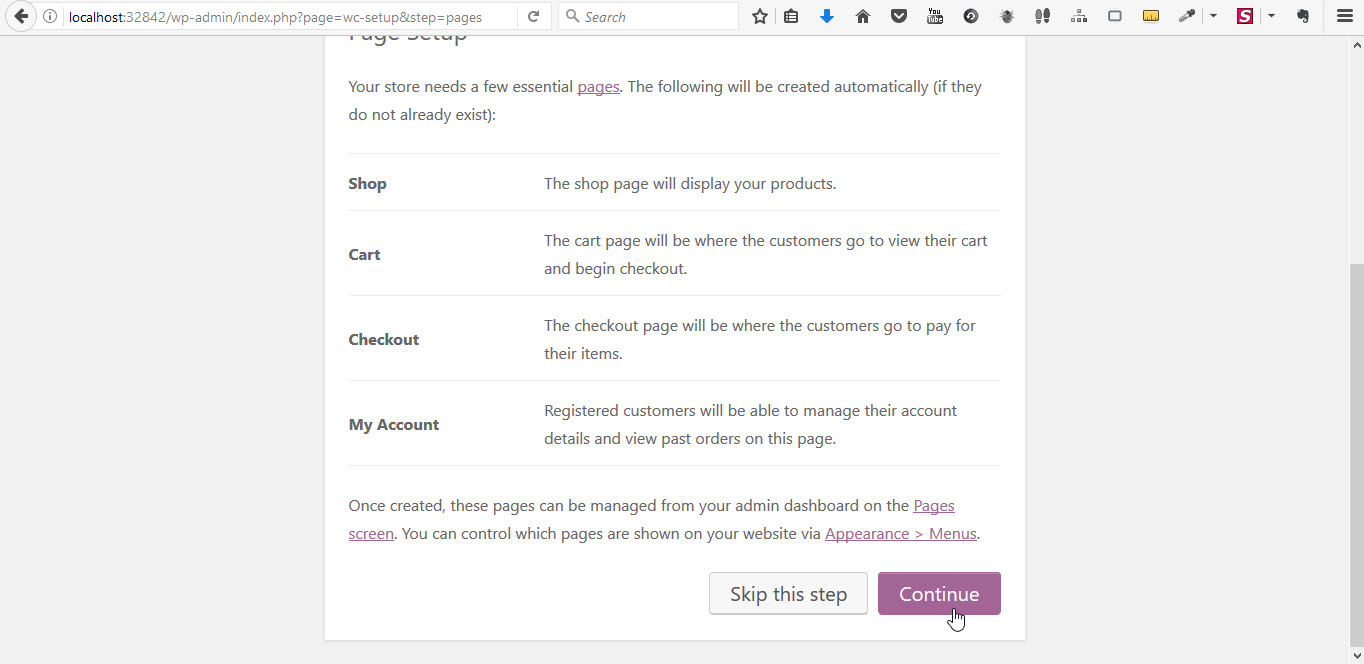 localhost:32842/wp-admin/index.php?page=wc-setup&step=pages
Search
You Tube
S
Page Setup
Your store needs a few essential pages. The following will be created automatically (if they
do not already exist):
Shop
The shop page will display your products.
Cart
The cart page will be where the customers go to view their cart
and begin checkout.
Checkout
The checkout page will be where the customers go to pay for
their items.
My Account
Registered customers will be able to manage their account
details and view past orders on this page.
Once created, these pages can be managed from your admin dashboard on the Pages
screen. You can control which pages are shown on your website via Appearance > Menus.
Skip this step
Continue